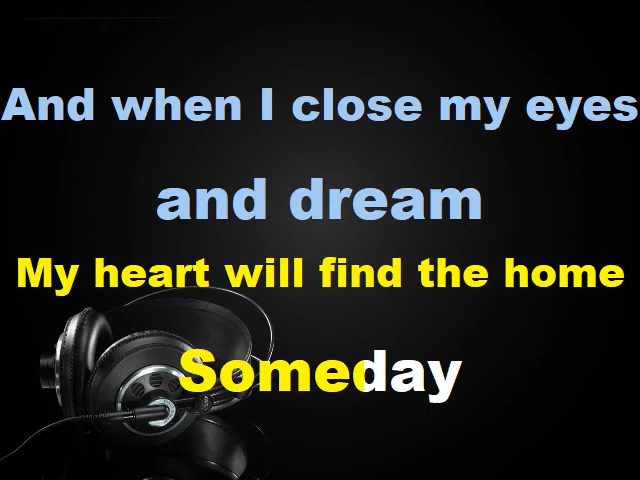 And when I close my eyes
and dream
My heart will find the home
Someday